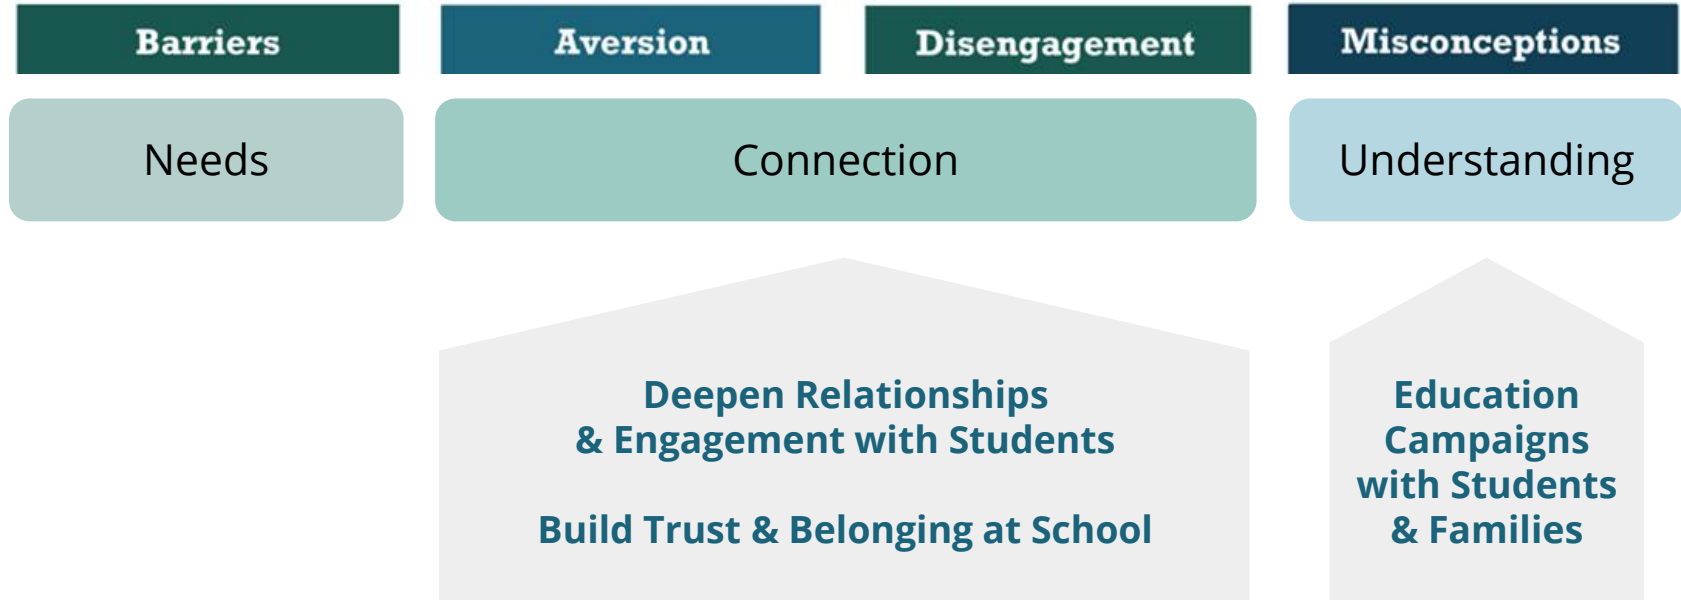 Barriers
Aversion
Disengagement
Misconceptions
Needs
Connection
Understanding
Deepen Relationships
& Engagement with Students
Build Trust & Belonging at School
Education
Campaigns
with Students
& Families